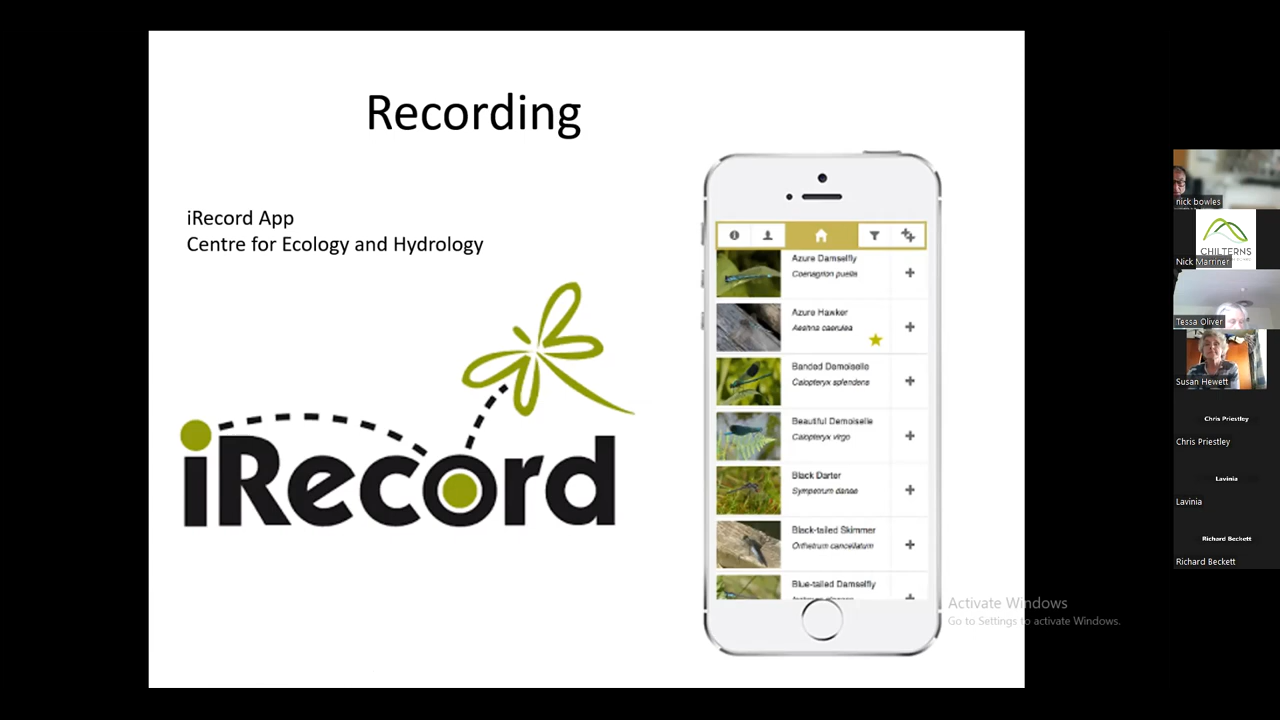 Recording
iRecord App
Centre for Ecology and Hydrology
iRecord
Azure Damselfly
Coenagrion puella
Azure Hawker
Aeshna caerulea
Banded Demoiselle
Calopteryx splendens
Beautiful Demoiselle
Calopteryx virgo
Black Darter
Sympetrum danae
Black-tailed Skimmer
Orthetrum cancellatum
Blue-tailed Damselfly
Activate Windows
Go to Settings to activate Windows.
nick bowles
CHILTERNS
Nick Marriner
Tessa Oliver
Susan Hewett
Chris Priestley
Chris Priestley
Lavinia
Lavinia
Richard Beckett
Richard Beckett